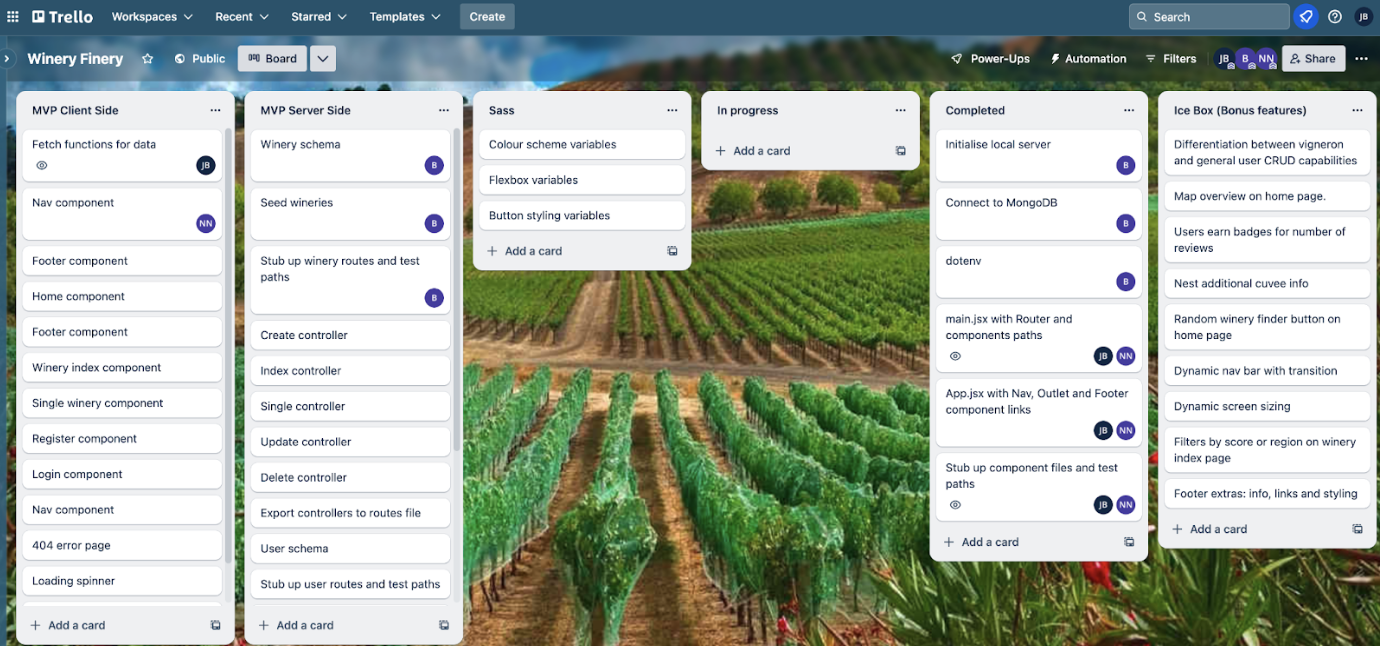 Trello
Workspaces
Recent
Starred
Templates
Create
Search
JB
Winery Finery
Public
Board
Power-Ups
Automation
Filters
JB
B
NN
Share
MVP Client Side
Fetch functions for data
JB
Nav component
NN
Footer component
Home component
Footer component
Winery index component
Single winery component
Register component
Login component
Nav component
404 error page
Loading spinner
+ Add a card
MVP Server Side
Winery schema
B
Seed wineries
B
Stub up winery routes and test
paths
B
Create controller
Index controller
Single controller
Update controller
Delete controller
Export controllers to routes file
User schema
Stub up user routes and test paths
+ Add a card
Sass
Colour scheme variables
Flexbox variables
Button styling variables
+ Add a card
In progress
+ Add a card
Completed
Initialise local server
B
Connect to MongoDB
B
dotenv
B
main.jsx with Router and
components paths
JB NN
App.jsx with Nav, Outlet and Footer
component links
JB NN
Stub up component files and test
paths
JB NN
+ Add a card
Ice Box (Bonus features)
Differentiation between vigneron
and general user CRUD capabilities
Map overview on home page.
Users earn badges for number of
reviews
Nest additional cuvee info
Random winery finder button on
home page
Dynamic nav bar with transition
Dynamic screen sizing
Filters by score or region on winery
index page
Footer extras: info, links and styling
+ Add a card